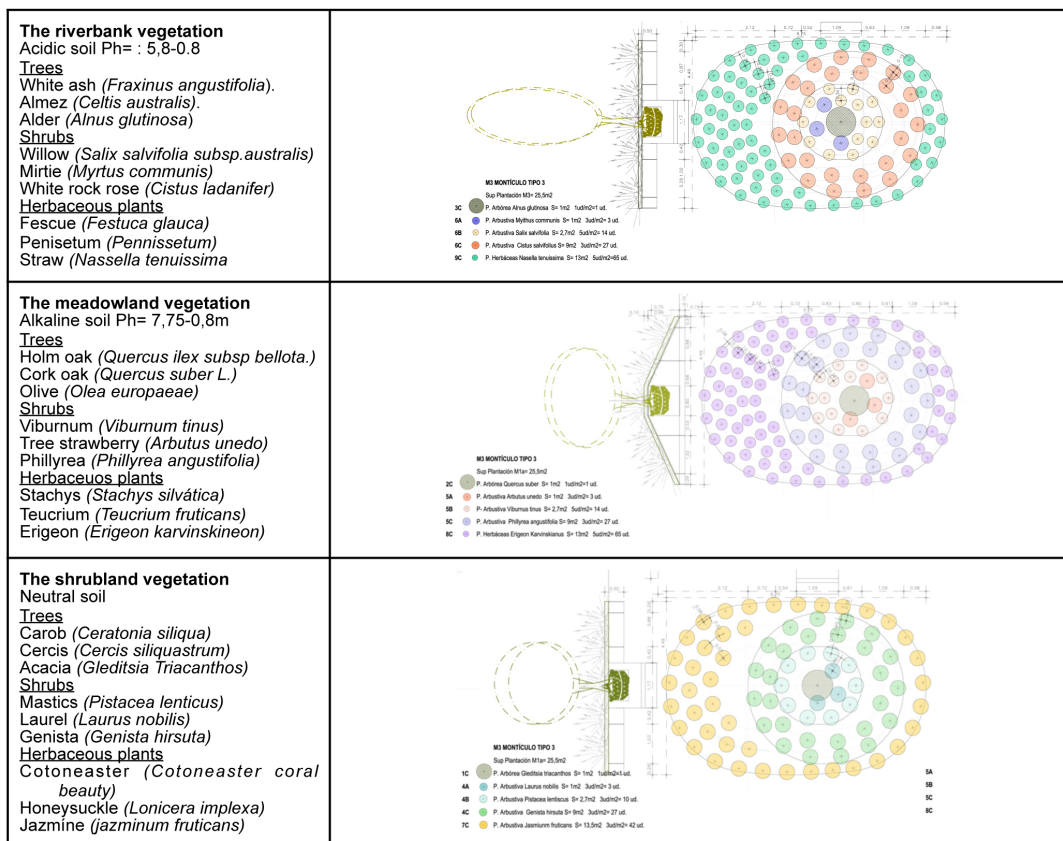 The riverbank vegetation
Acidic soil Ph= : 5,8-0.8
Trees
White ash (Fraxinus angustifolia).
Almez (Celtis australis).
Alder (Alnus glutinosa)
Shrubs
Willow (Salix salvifolia subsp.australis)
Mirtie (Myrtus communis)
White rock rose (Cistus ladanifer)
Herbaceous plants
Fescue (Festuca glauca)
Penisetum (Pennissetum)
Straw (Nassella tenuissima
M3 MONTÍCULO TIPO 3
Sup Plantación M3= 25,5m2
3C P. Arbórea Alnus glutinosa S= 1m2 1ud/m2=1 ud.
6A P. Arbustiva Mythus communis S= 1m2 3ud/m2= 3 ud.
6B P. Arbustiva Salix salvifolia S= 2,7m2 5ud/m2= 14 ud.
6C P. Arbustiva Cistus salvifolius S= 9m2 3ud/m2= 27 ud.
9C P. Herbáceas Nasella tenuissima S= 13m2 5ud/m2=65 ud.
The meadowland vegetation
Alkaline soil Ph= 7,75-0,8m
Trees
Holm oak (Quercus ilex subsp bellota.)
Cork oak (Quercus suber L.)
Olive (Olea europaeae)
Shrubs
Viburnum (Viburnum tinus)
Tree strawberry (Arbutus unedo)
Phillyrea (Phillyrea angustifolia)
Herbaceuos plants
Stachys (Stachys silvática)
Teucrium (Teucrium fruticans)
Erigeon (Erigeon karvinskineon)
M3 MONTÍCULO TIPO 3
Sup Plantación M1a= 25,5m2
2C P. Arbórea Quercus suber S= 1m2 1ud/m2=1 ud.
5A P. Arbustiva Arbutus unedo S= 1m2 3ud/m2= 3 ud.
5B P- Arbustiva Viburnus tinus S= 2,7m2 5ud/m2= 14 ud.
5C P. Arbustiva Phillyrea angustifolia S= 9m2 3ud/m2= 27 ud.
8C P. Herbáceas Erigeon Karvinskianus S= 13m2 5ud/m2= 65 ud.
The shrubland vegetation
Neutral soil
Trees
Carob (Ceratonia siliqua)
Cercis (Cercis siliquastrum)
Acacia (Gleditsia Triacanthos)
Shrubs
Mastics (Pistacea lenticus)
Laurel (Laurus nobilis)
Genista (Genista hirsuta)
Herbaceous plants
Cotoneaster (Cotoneaster coral
beauty)
Honeysuckle (Lonicera implexa)
Jazmíne (jazminum fruticans)
M3 MONTÍCULO TIPO 3
Sup Plantación M1a= 25,5m2
1C P. Arbórea Gleditsia triacanthos S= 1m2 1ud/m2=1 ud.
4A P. Arbustiva Laurus nobilis S= 1m2 3ud/m2= 3 ud.
4B P. Arbustiva Pistacea lentiscus S= 2,7m2 3ud/m2= 10 ud.
4C P. Arbustiva Genista hirsuta S= 9m2 3ud/m2= 27 ud.
7C P. Arbustiva Jasmiunm fruticans S= 13,5m2 3ud/m2= 42 ud.
5A
5B
5C
8C